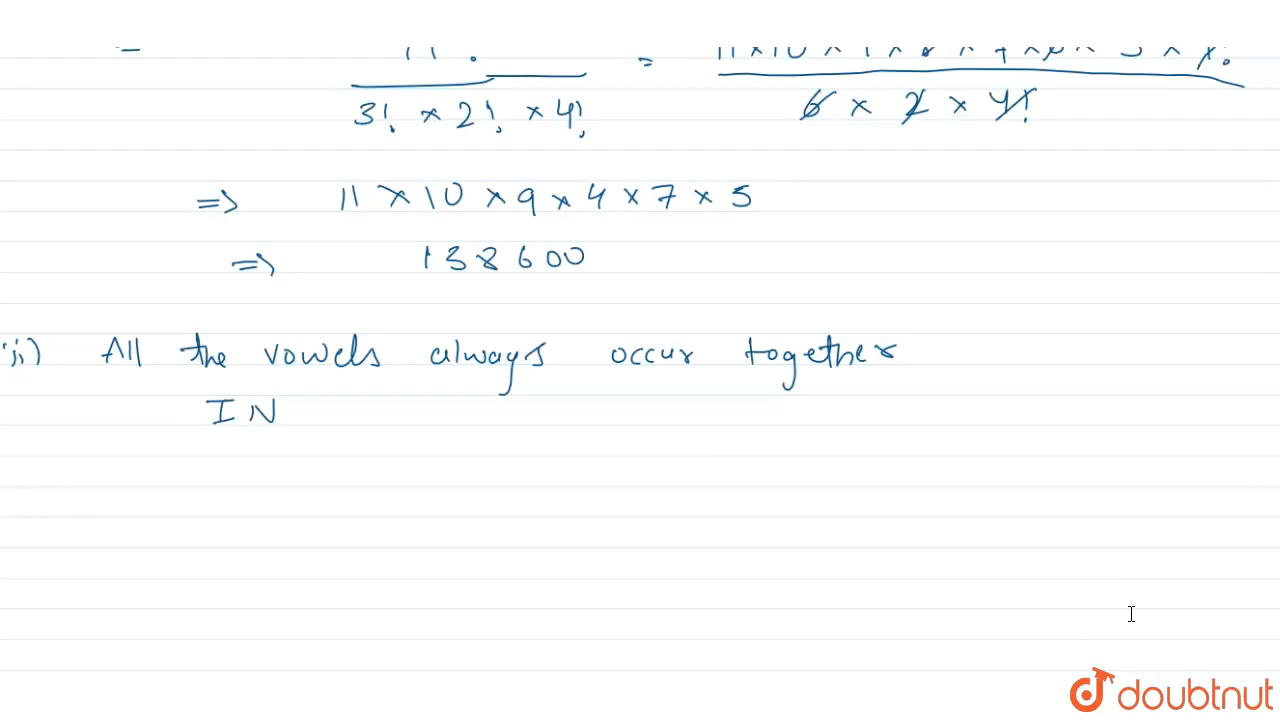 3! × 2! × 4!
6 × 2 × 4!
=> 11 × 10 × 9 × 4 × 7 × 5
=> 138600
ii) All the vowels always occur together
IN
doubtnut